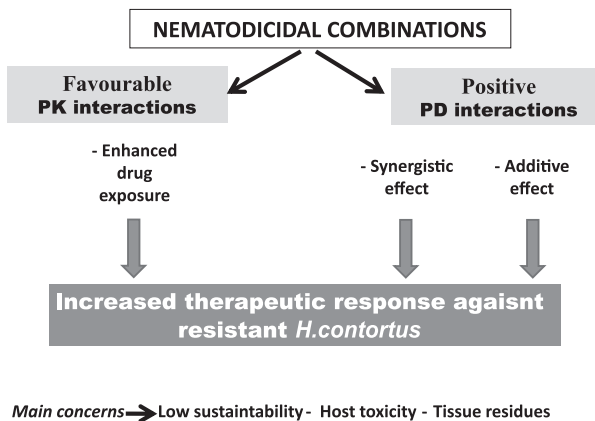 NEMATODICIDAL COMBINATIONS
Favourable
PK interactions
Positive
PD interactions
- Enhanced
drug
exposure
- Synergistic
effect
- Additive
effect
Increased therapeutic response agaisnt
resistant H.contortus
Main concerns Low sustainability - Host toxicity - Tissue residues